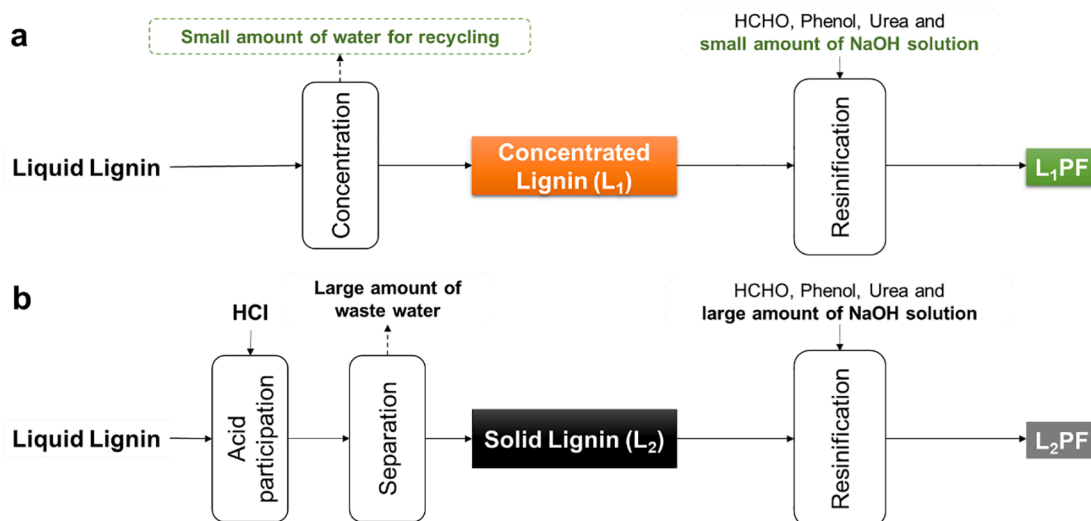 a
Small amount of water for recycling
HCHO, Phenol, Urea and
small amount of NaOH solution
Liquid Lignin
Concentration
Concentrated
Lignin (L₁)
Resinification
L₁PF
b
HCl
Large amount of
waste water
HCHO, Phenol, Urea and
large amount of NaOH solution
Liquid Lignin
Acid
participation
Separation
Solid Lignin (L₂)
Resinification
L₂PF